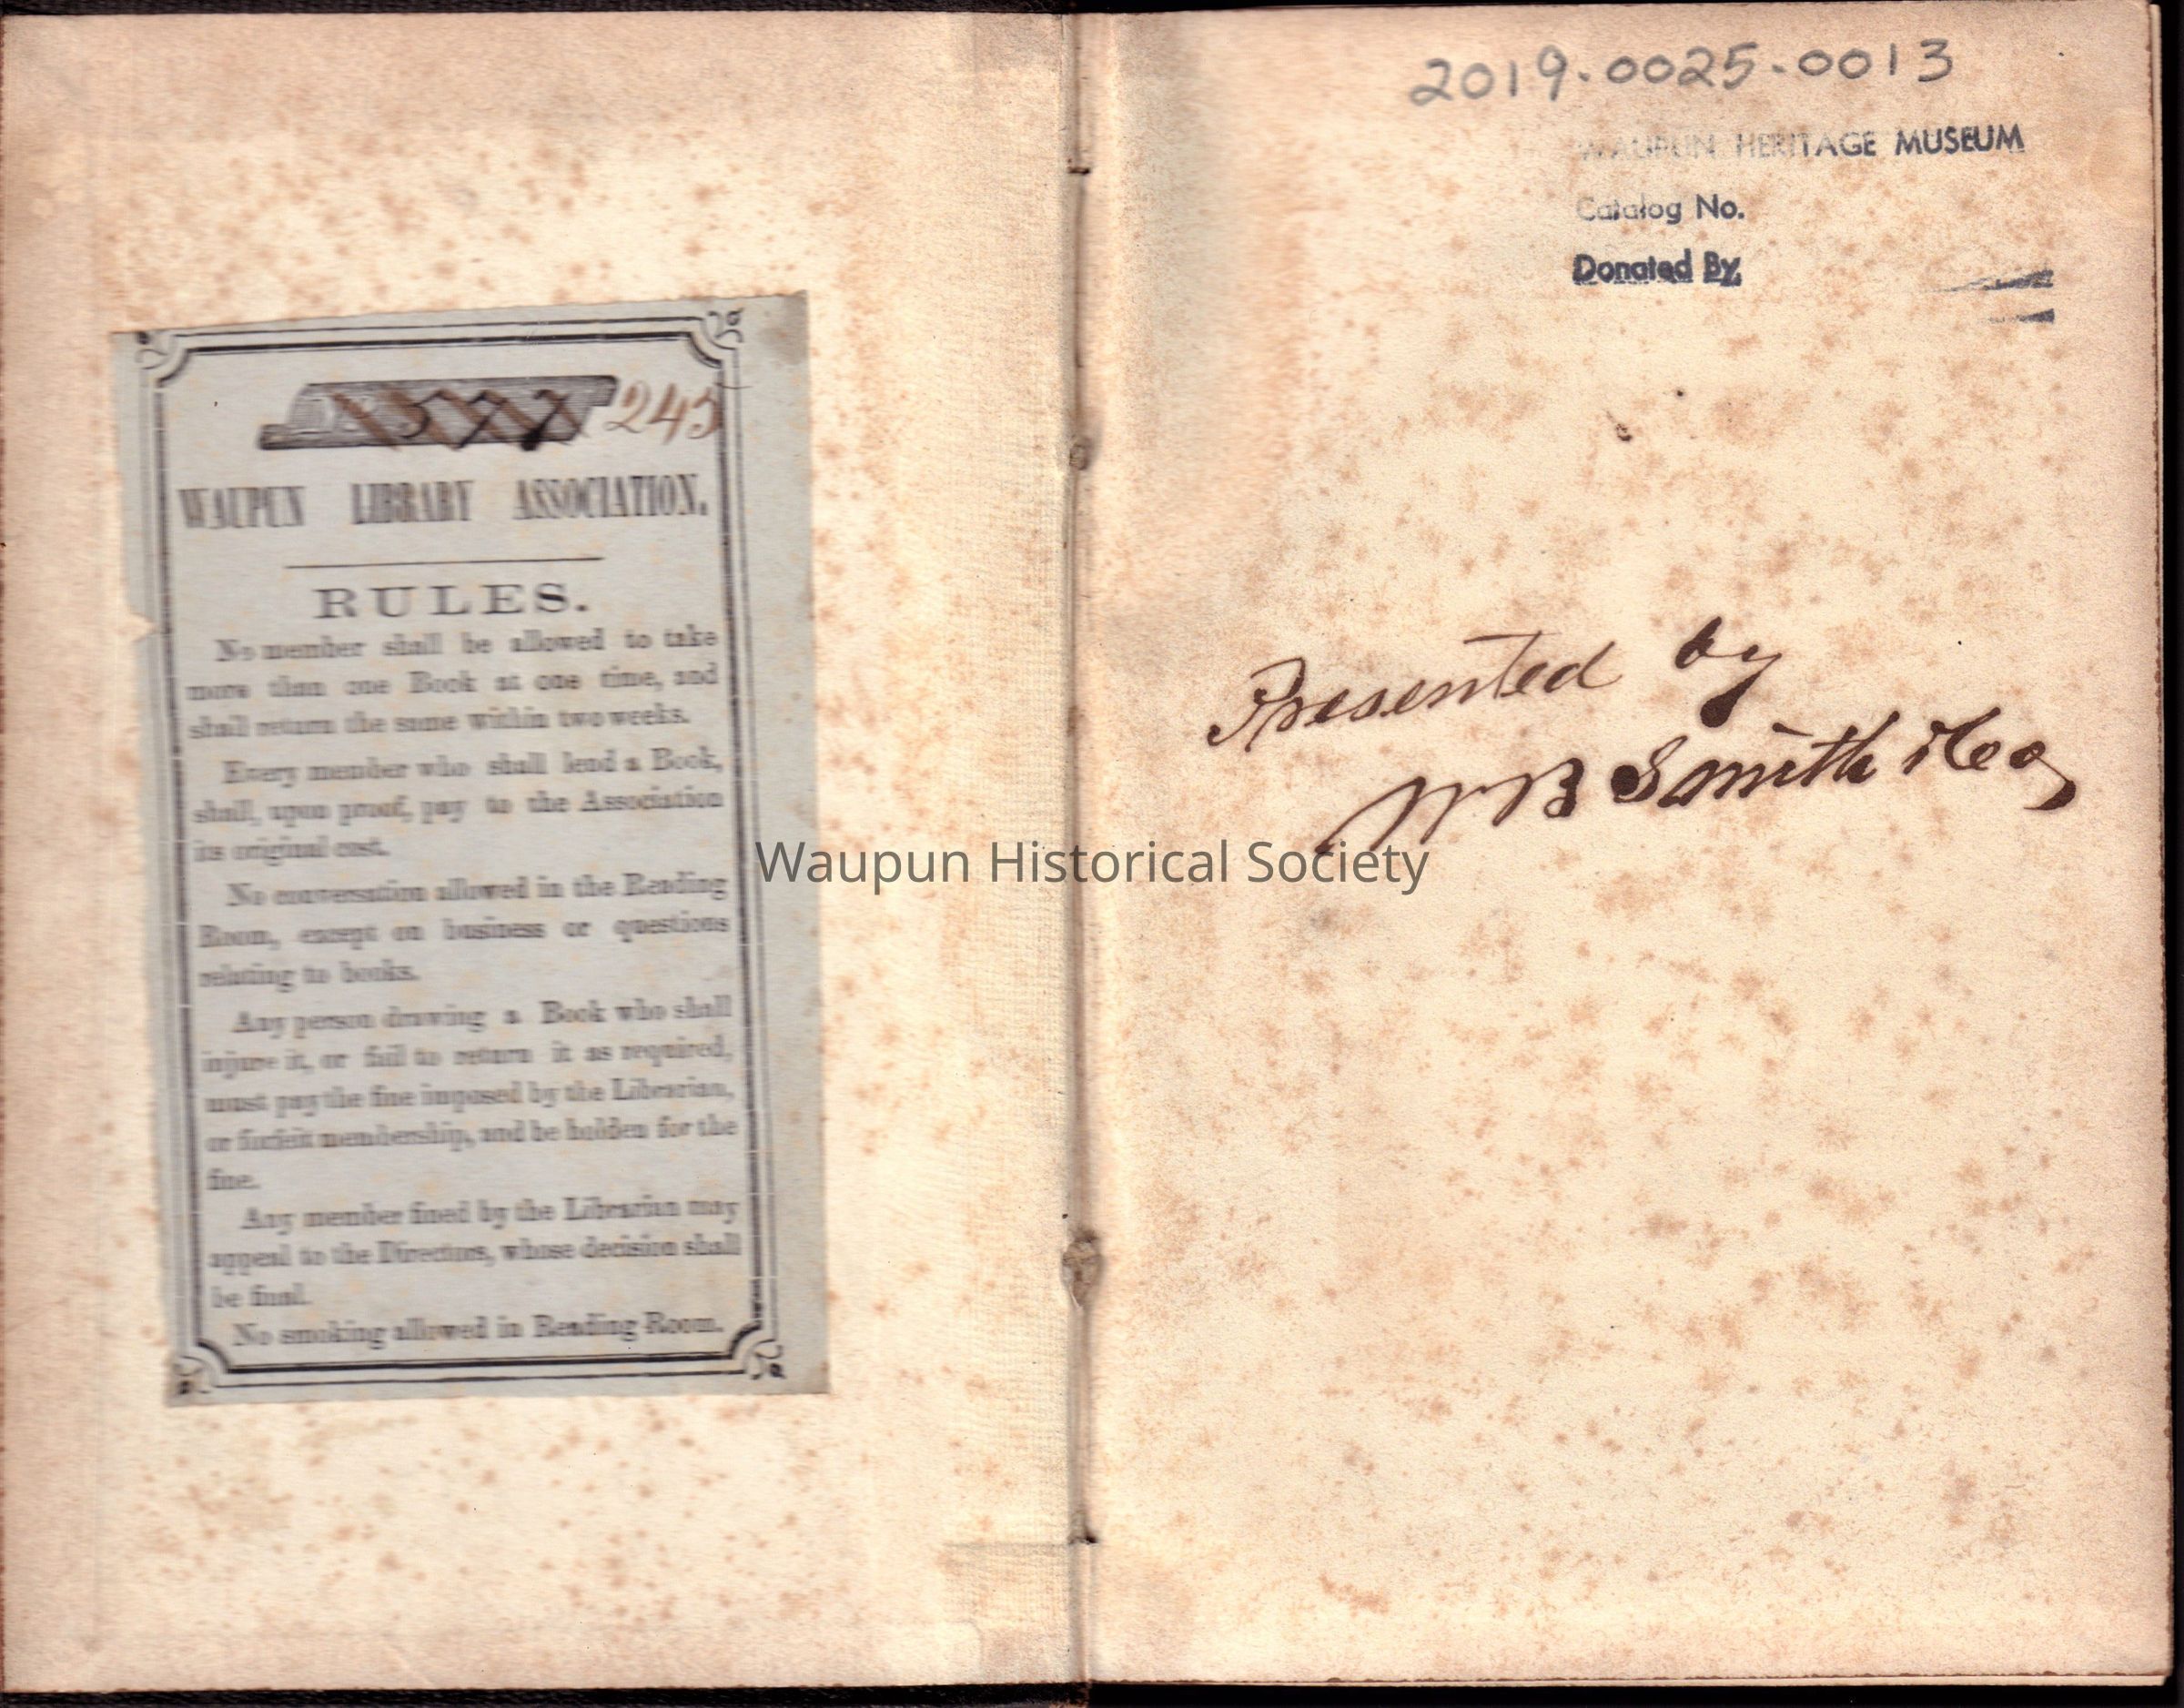 577 245
WAUPUN LIBRARY ASSOCIATION.
RULES.
No member shall be allowed to take
more than one Book at one time, and
shall return the same within two weeks.
Every member who shall lend a Book,
shall, upon proof, pay to the Association
its original cost.
No conversation allowed in the Reading
Room, except on business or questions
relating to books.
Any person drawing a Book who shall
injure it, or fail to return it as required,
must pay the fine imposed by the Librarian,
or forfeit membership, and be holden for the
fine.
Any member fined by the Librarian may
appeal to the Directors, whose decision shall
be final.
No smoking allowed in Reading Room.
2019.0025.0013
WAUPUN HERITAGE MUSEUM
Catalog No.
Donated By
Presented by
W B Smith
Waupun Historical Society